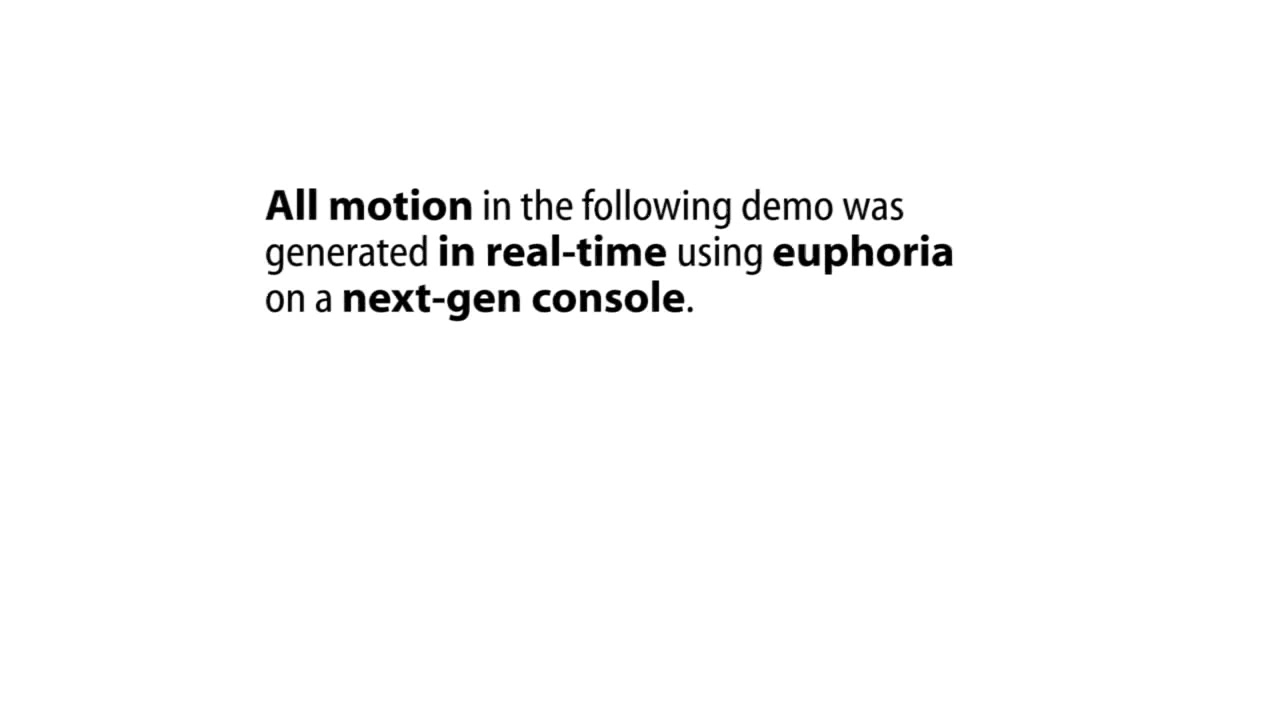 All motion in the following demo was
generated in real-time using euphoria
on a next-gen console.